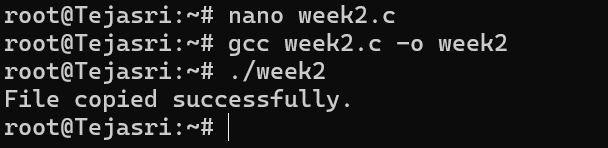 root@Tejasri:~# nano week2.c
root@Tejasri:~# gcc week2.c -o week2
root@Tejasri:~# ./week2
File copied successfully.
root@Tejasri:~#